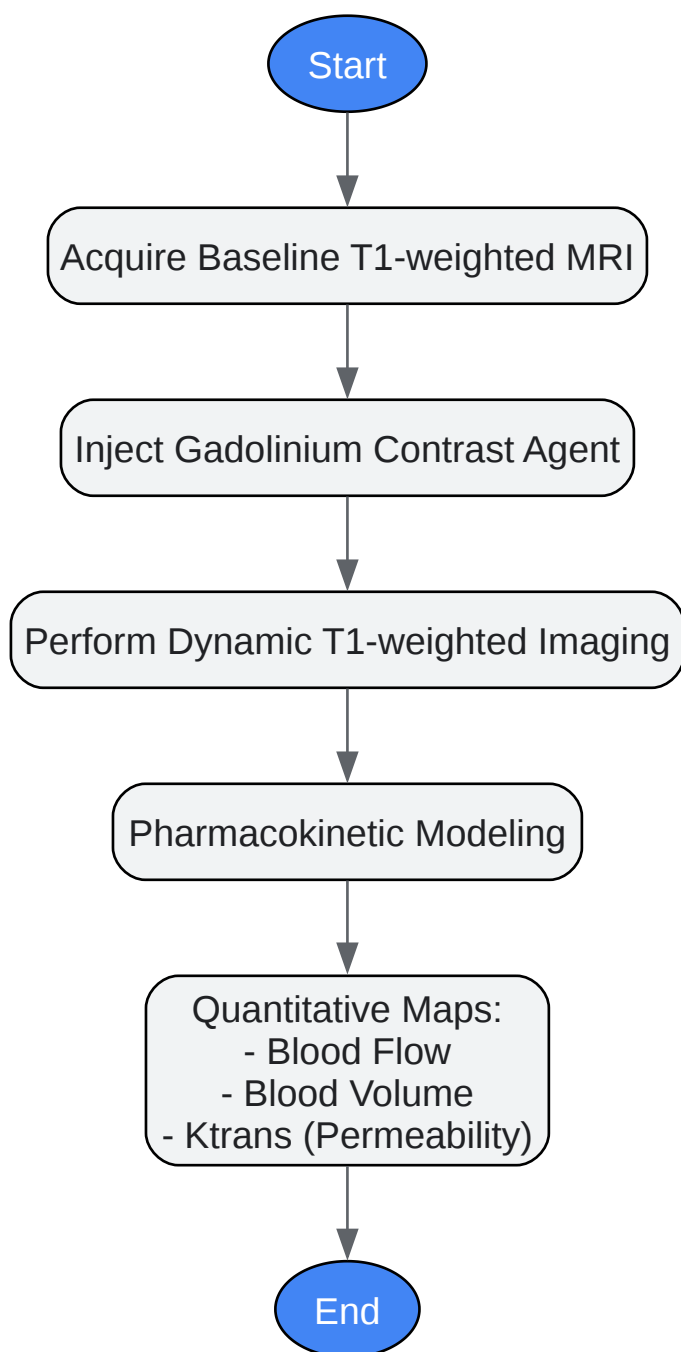 Start
Acquire Baseline T1-weighted MRI
Inject Gadolinium Contrast Agent
Perform Dynamic T1-weighted Imaging
Pharmacokinetic Modeling
Quantitative Maps:
- Blood Flow
- Blood Volume
- Ktrans (Permeability)
End